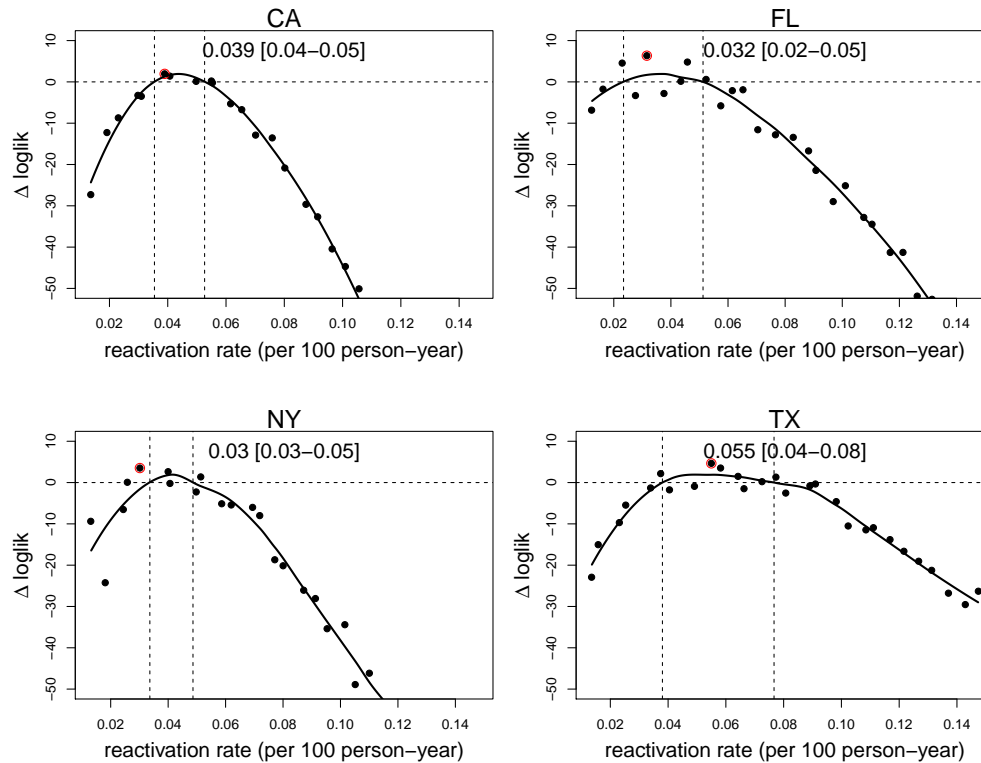 CA
0.039 [0.04−0.05]
10
0
−10
−20
−30
−40
−50
Δ loglik
0.02 0.04 0.06 0.08 0.10 0.12 0.14
reactivation rate (per 100 person−year)
FL
0.032 [0.02−0.05]
10
0
−10
−20
−30
−40
−50
Δ loglik
0.02 0.04 0.06 0.08 0.10 0.12 0.14
reactivation rate (per 100 person−year)
NY
0.03 [0.03−0.05]
10
0
−10
−20
−30
−40
−50
Δ loglik
0.02 0.04 0.06 0.08 0.10 0.12 0.14
reactivation rate (per 100 person−year)
TX
0.055 [0.04−0.08]
10
0
−10
−20
−30
−40
−50
Δ loglik
0.02 0.04 0.06 0.08 0.10 0.12 0.14
reactivation rate (per 100 person−year)